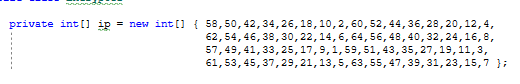 private int[] ip = new int[] { 58,50,42,34,26,18,10,2,60,52,44,36,28,20,12,4,
62,54,46,38,30,22,14,6,64,56,48,40,32,24,16,8,
57,49,41,33,25,17,9,1,59,51,43,35,27,19,11,3,
61,53,45,37,29,21,13,5,63,55,47,39,31,23,15,7 };